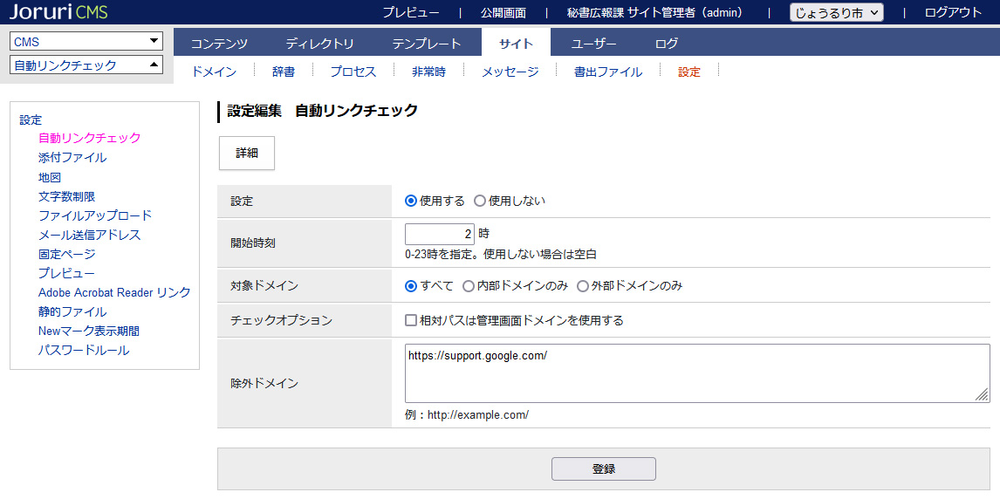 Joruri CMS
プレビュー | 公開画面 | 秘書広報課 サイト管理者（admin） | じょうるり市 | ログアウト
CMS
自動リンクチェック
コンテンツ ディレクトリ テンプレート サイト ユーザー ログ
ドメイン 辞書 プロセス 非常時 メッセージ 書出ファイル 設定
設定
自動リンクチェック
添付ファイル
地図
文字数制限
ファイルアップロード
メール送信アドレス
固定ページ
プレビュー
Adobe Acrobat Reader リンク
静的ファイル
Newマーク表示期間
パスワードルール
設定編集 自動リンクチェック
詳細
設定 使用する 使用しない
開始時刻 2 時
0-23時を指定。使用しない場合は空白
対象ドメイン すべて 内部ドメインのみ 外部ドメインのみ
チェックオプション 相対パスは管理画面ドメインを使用する
除外ドメイン https://support.google.com/
例：http://example.com/
登録